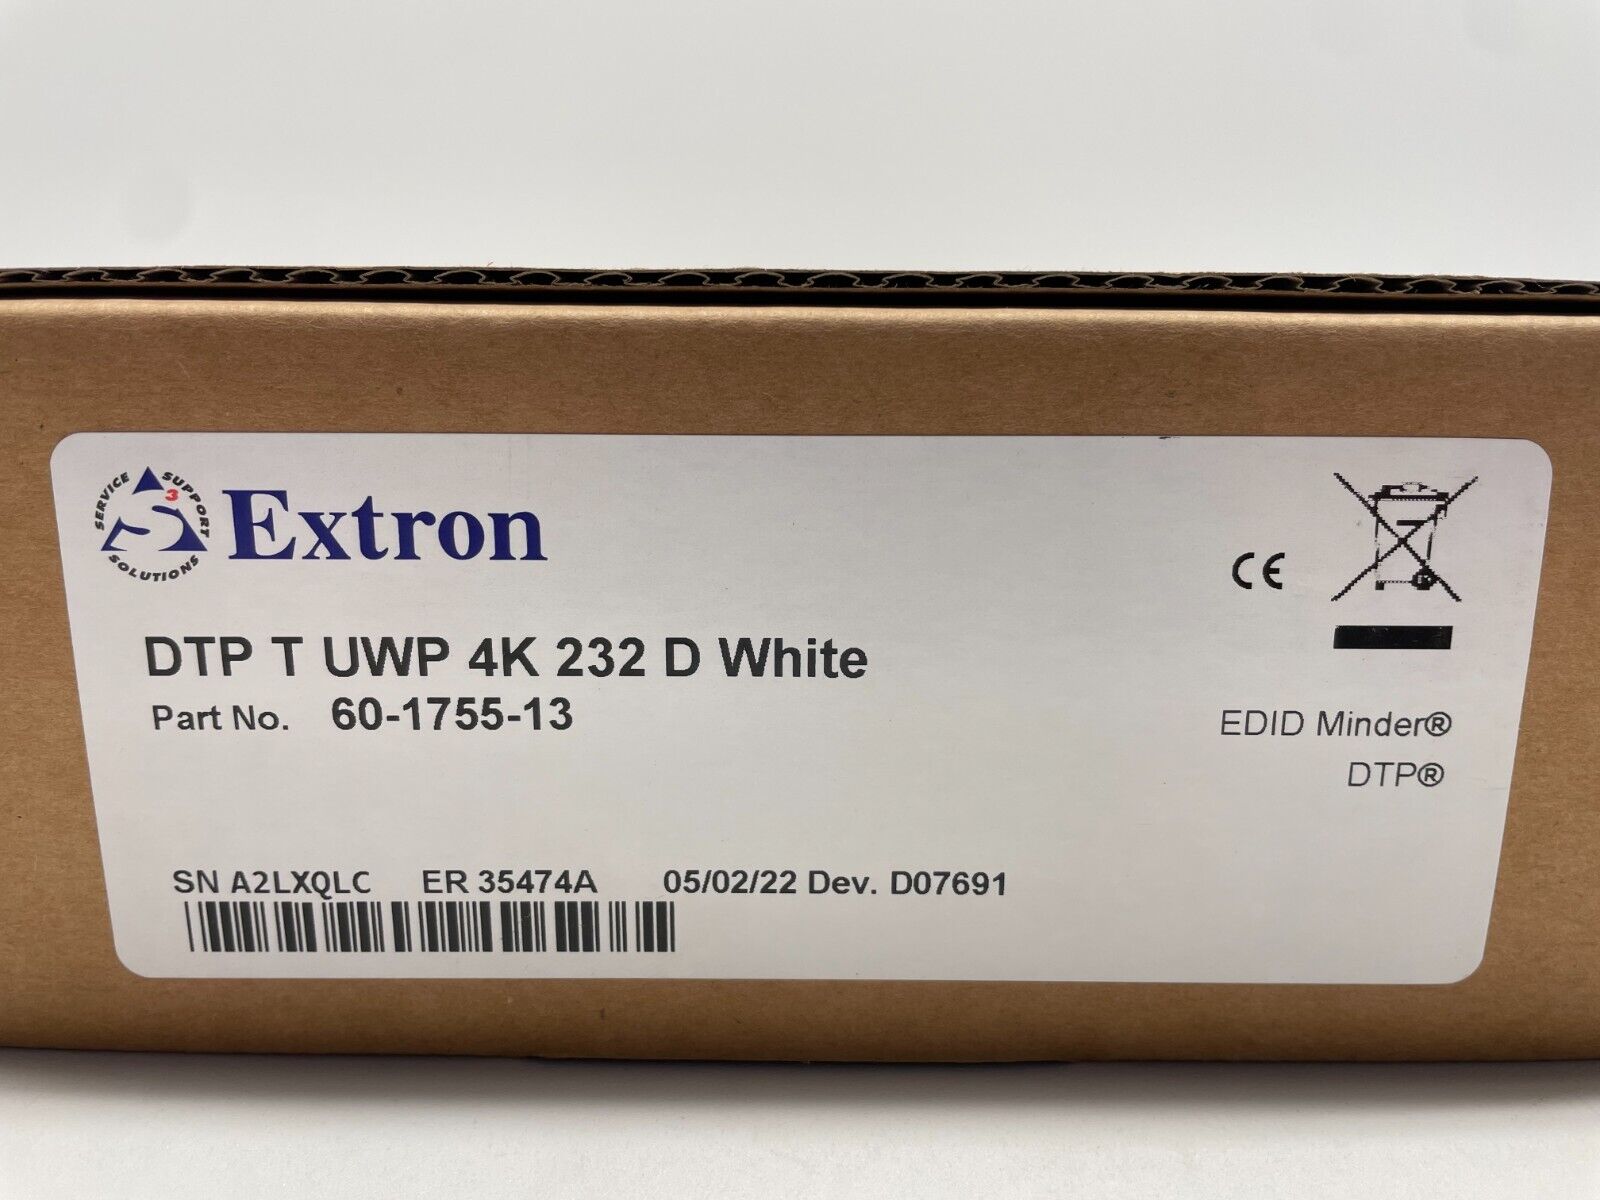 SERVICE SUPPORT SOLUTIONS
S3 Extron
CE
DTP T UWP 4K 232 D White
Part No. 60-1755-13
EDID Minder®
DTP®
SN A2LXQLC ER 35474A 05/02/22 Dev. D07691